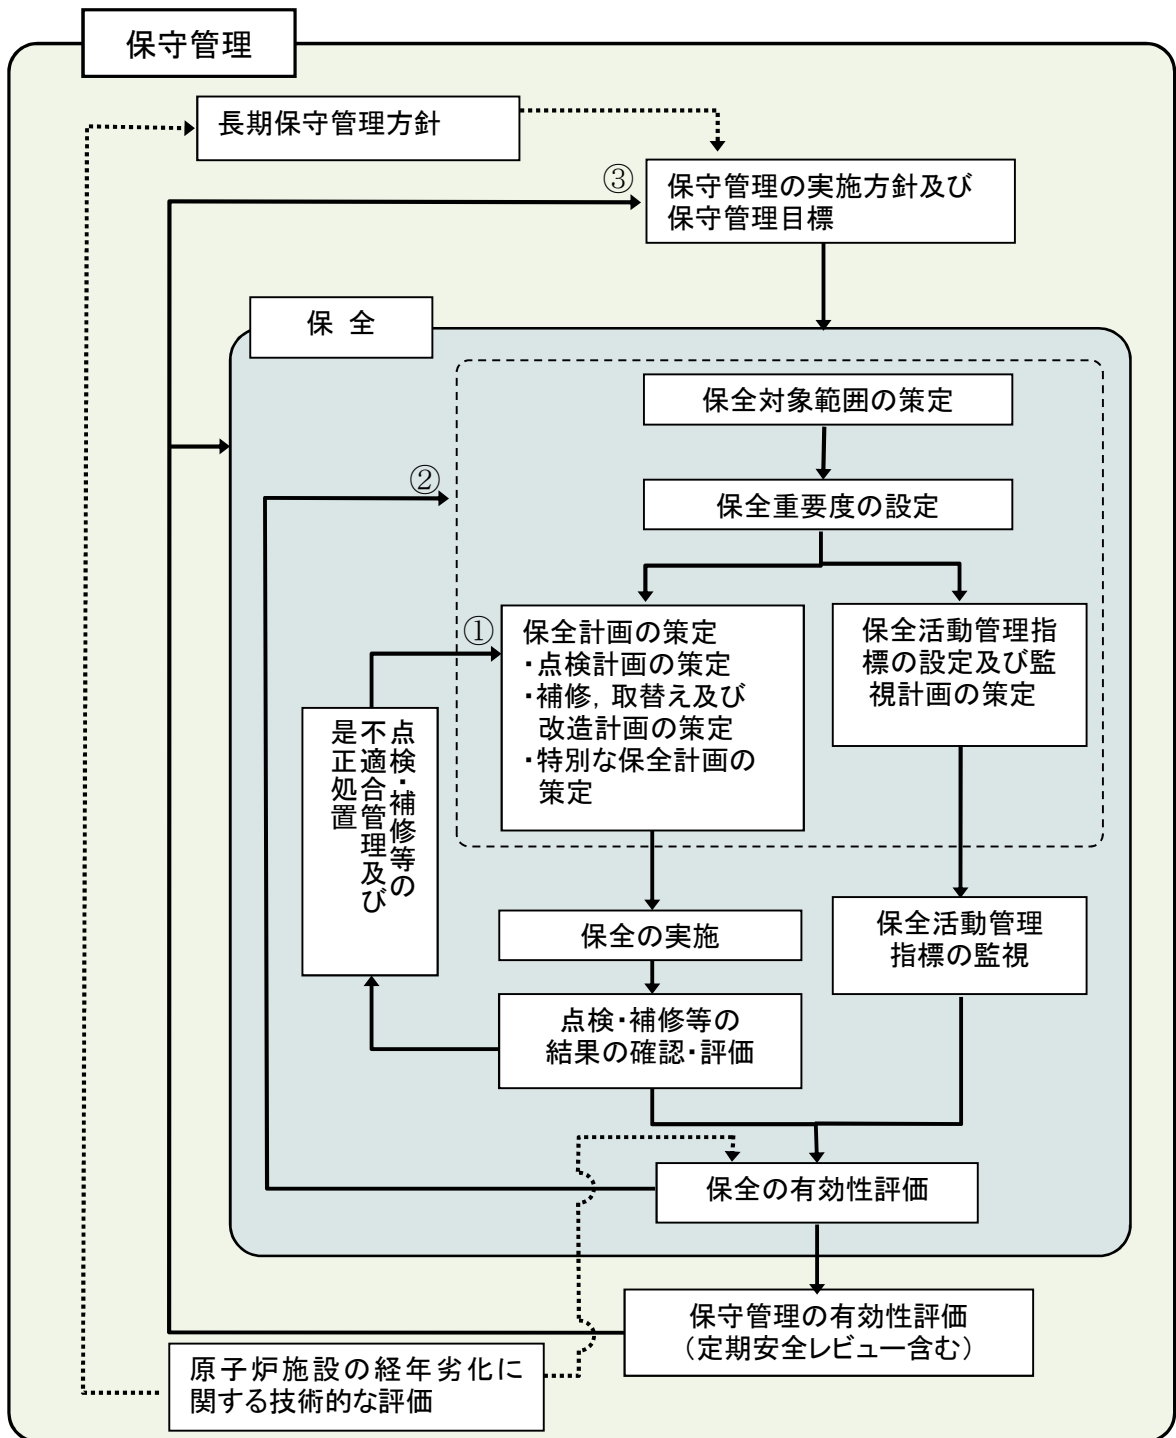 保守管理
長期保守管理方針
③
保守管理の実施方針及び
保守管理目標
保 全
保全対象範囲の策定
②
保全重要度の設定
①
保全計画の策定
・点検計画の策定
・補修，取替え及び
改造計画の策定
・特別な保全計画の
策定
保全活動管理指
標の設定及び監
視計画の策定
点検・補修等の
不適合管理及び
是正処置
保全の実施
保全活動管理
指標の監視
点検・補修等の
結果の確認・評価
保全の有効性評価
保守管理の有効性評価
（定期安全レビュー含む）
原子炉施設の経年劣化に
関する技術的な評価